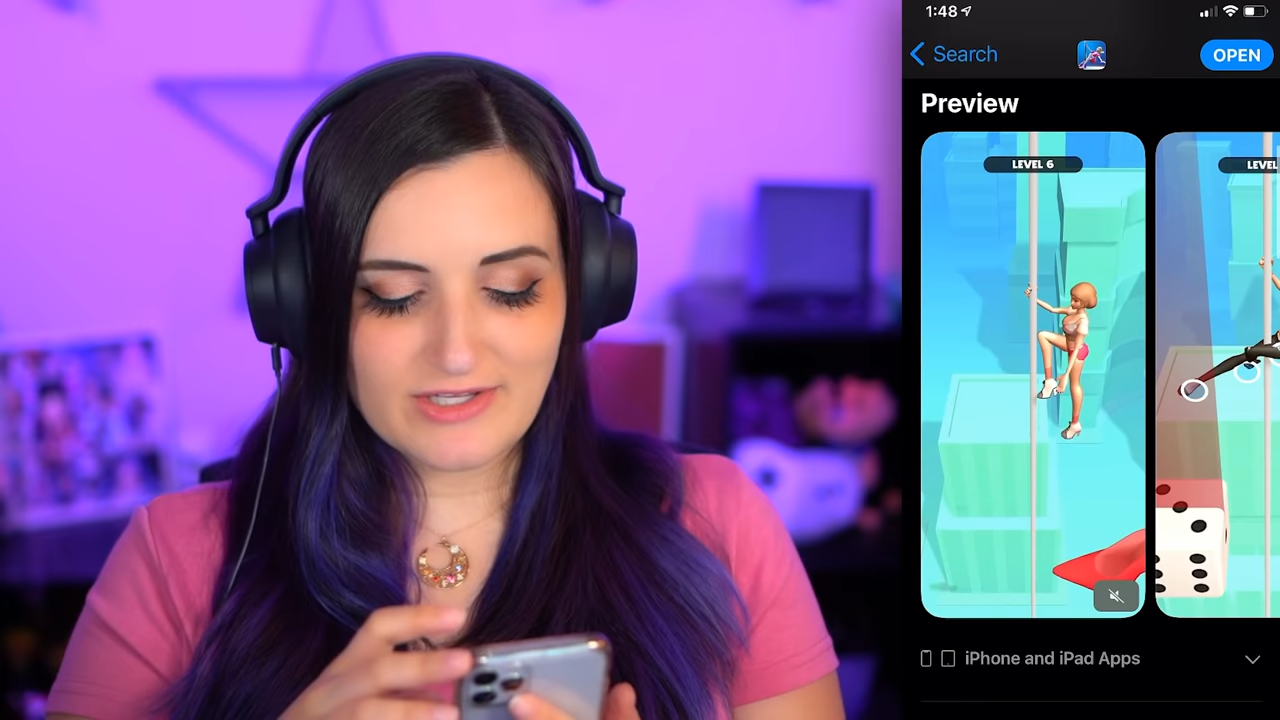 1:48
Search
OPEN
Preview
LEVEL 6
LEVEL
iPhone and iPad Apps